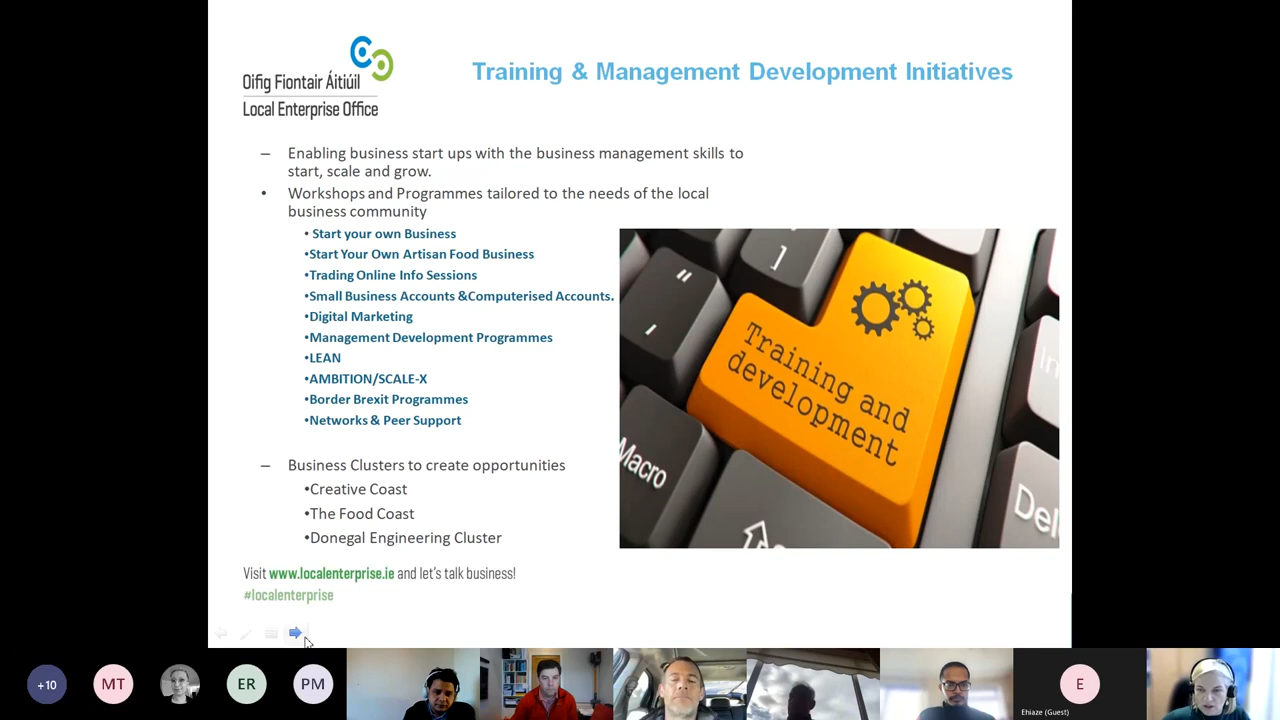 Oifig Fiontair Áitiúil
Local Enterprise Office
Training & Management Development Initiatives
– Enabling business start ups with the business management skills to
start, scale and grow.
• Workshops and Programmes tailored to the needs of the local
business community
• Start your own Business
•Start Your Own Artisan Food Business
•Trading Online Info Sessions
•Small Business Accounts &Computerised Accounts.
•Digital Marketing
•Management Development Programmes
•LEAN
•AMBITION/SCALE-X
•Border Brexit Programmes
•Networks & Peer Support
– Business Clusters to create opportunities
•Creative Coast
•The Food Coast
•Donegal Engineering Cluster
Visit www.localenterprise.ie and let's talk business!
#localenterprise
" ,
]
Training and
development
Macro
Del
+10
MT
ER
PM
E
Ehiaze (Guest)